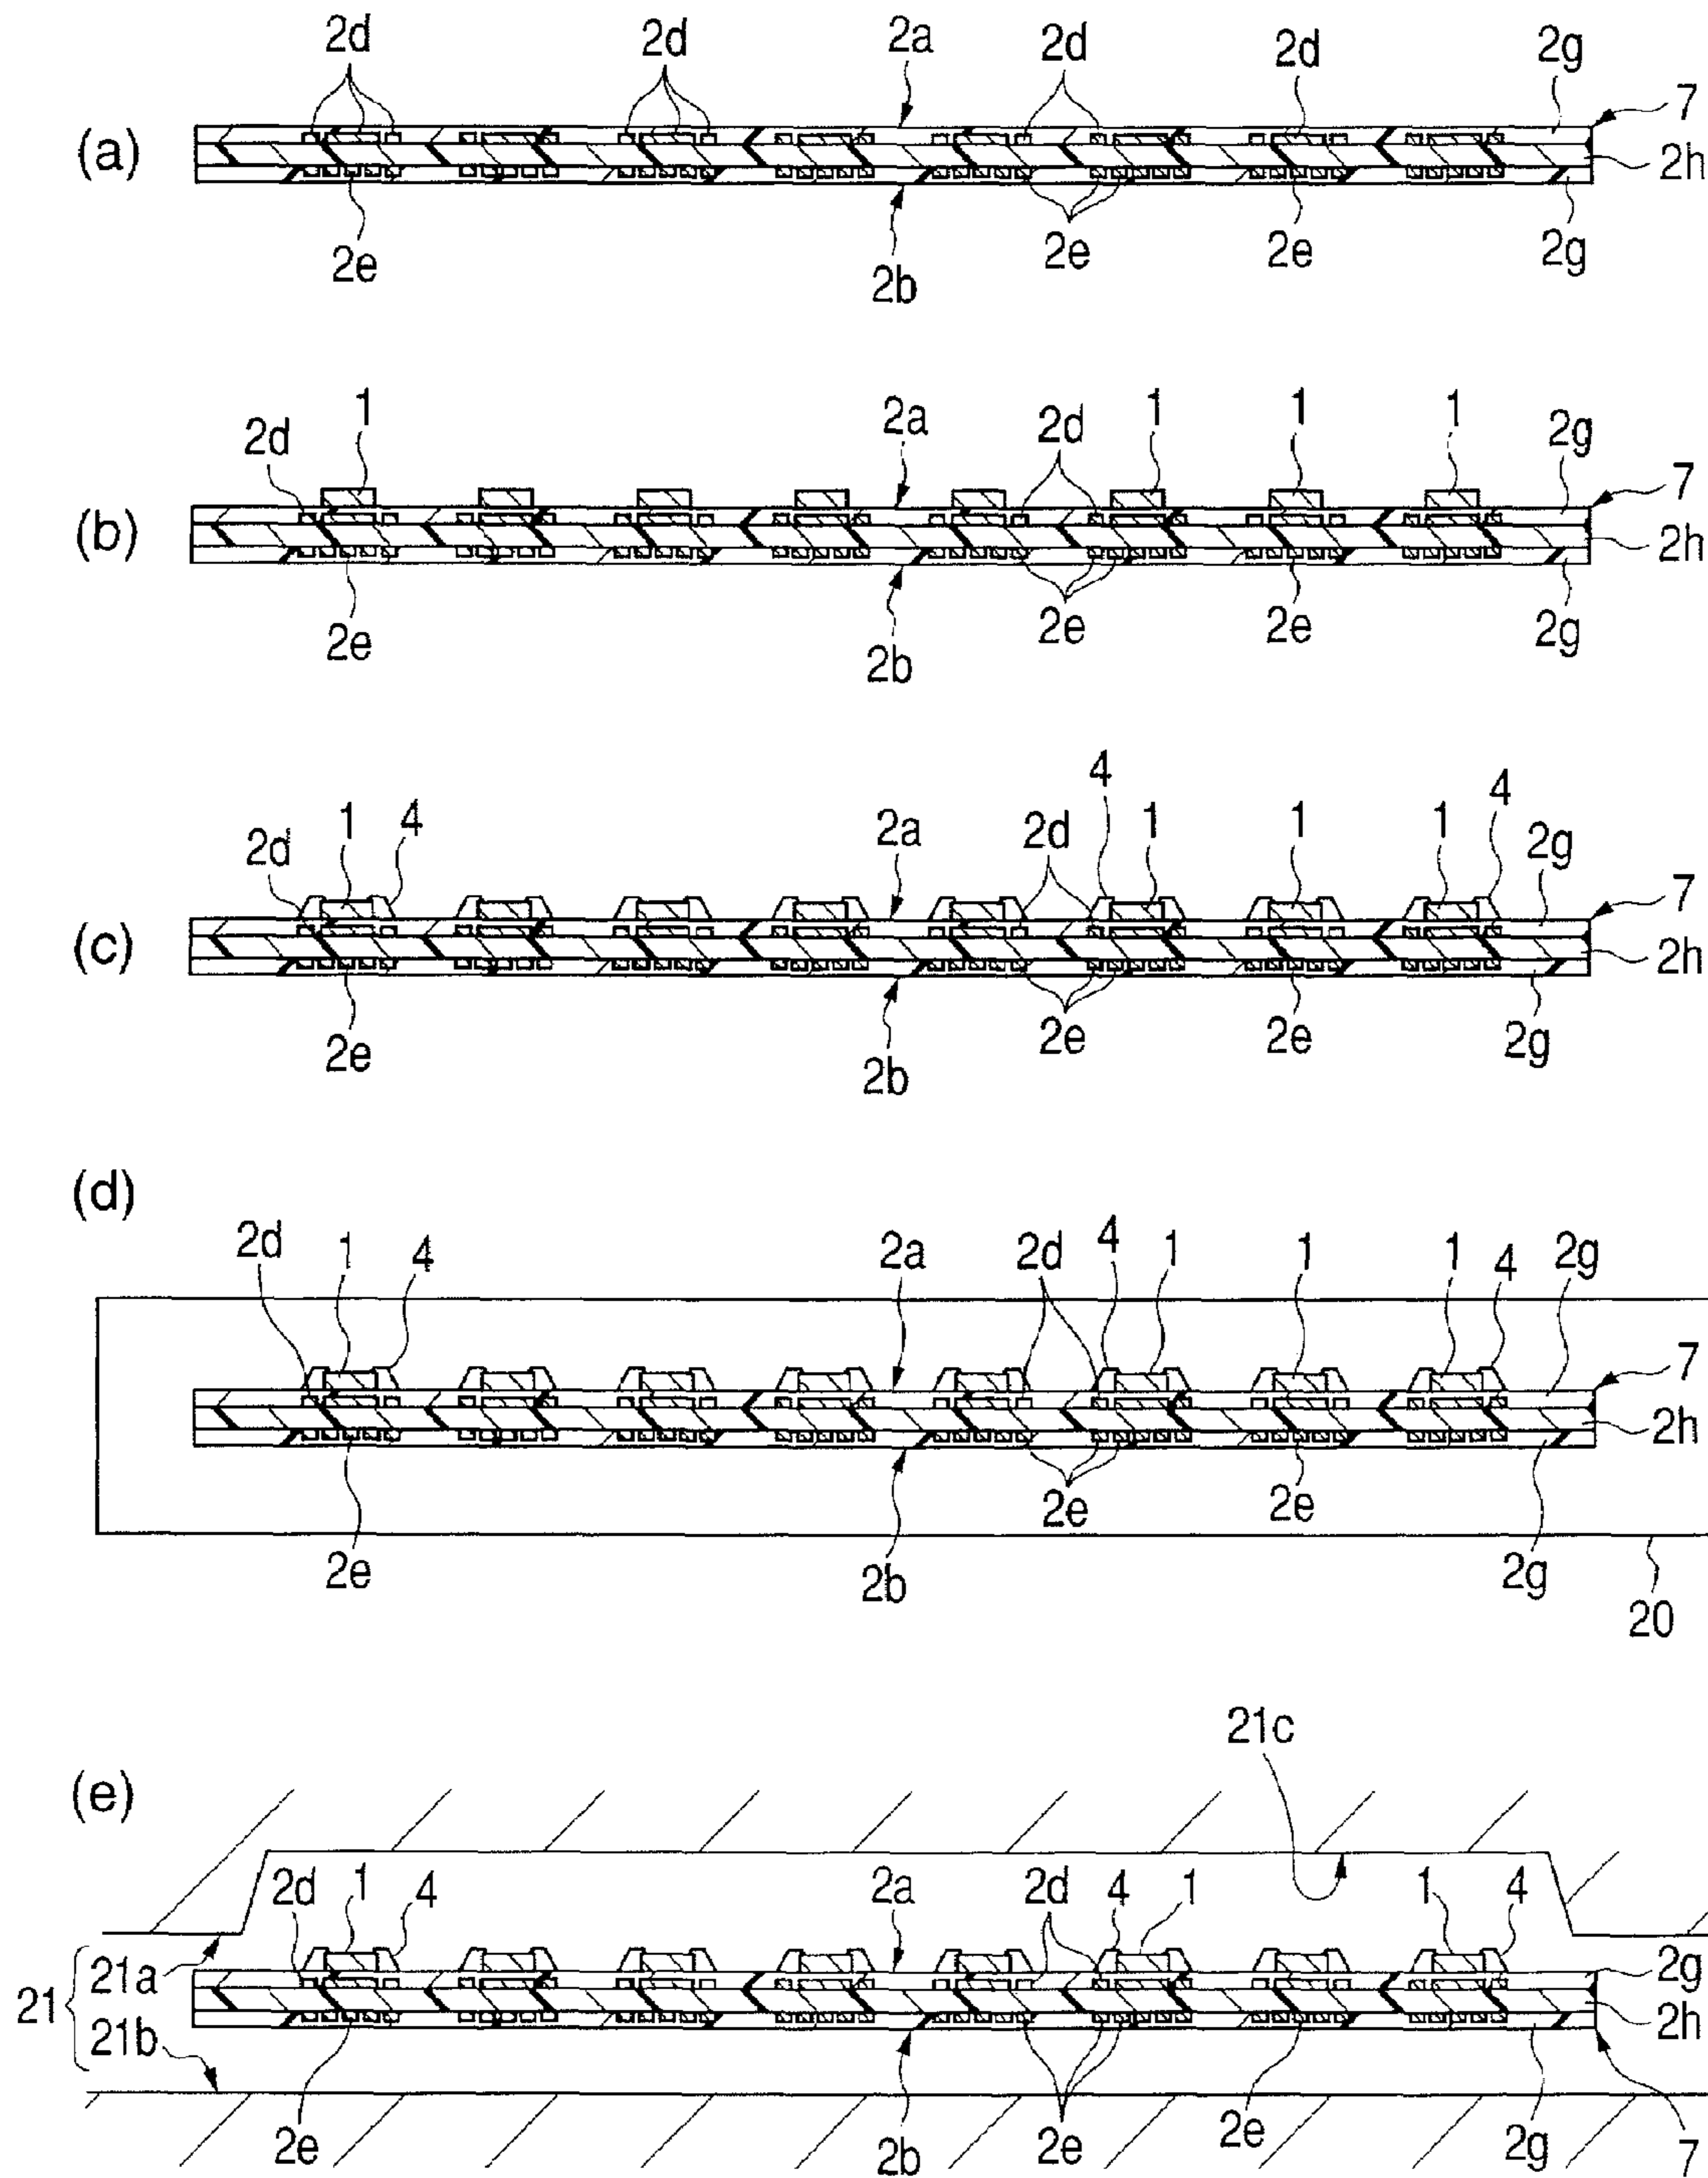 2d 2d 2a 2d 2d 2g
7
(a)
2h
2e 2b 2e 2e 2g
1 2a 1 1 1
2d 2d 2g
7
(b)
2h
2e 2b 2e 2e 2g
4
1 4 2a 1 1 1 4
2d 2d 2g
7
(c)
2h
2e 2b 2e 2e 2g
(d)
2d 1 4 2a 2d 4 1 1 1 4 2g
7
2h
2e 2b 2e 2e 2g
20
21c
(e)
2d 1 4 2a 2d 4 1 1 4
21a 2g
21
21b 2h
2e 2b 2e 2e 2g 7